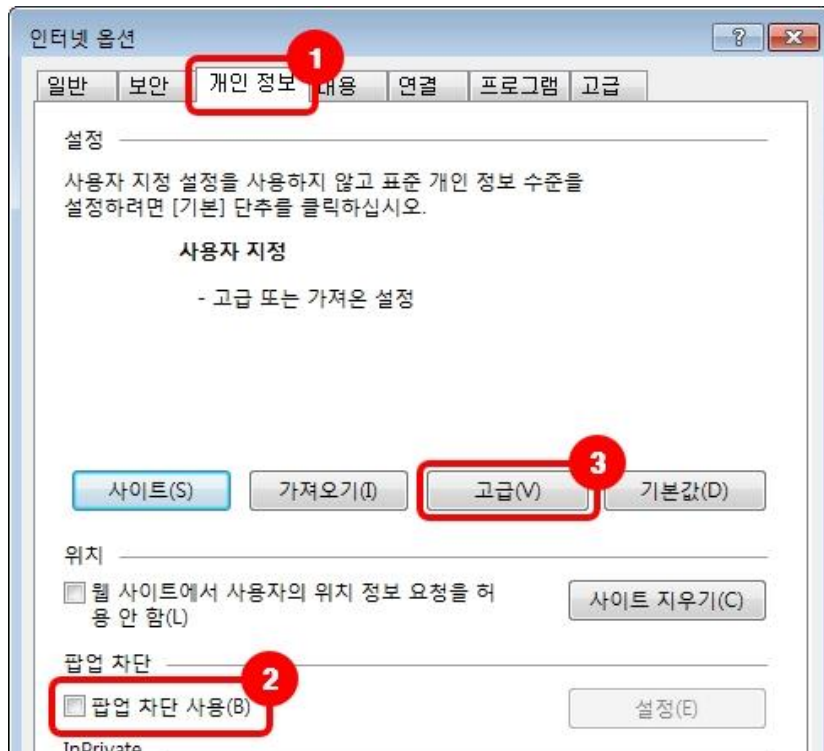 인터넷 옵션
1
일반 보안 개인 정보 내용 연결 프로그램 고급
설정
사용자 지정 설정을 사용하지 않고 표준 개인 정보 수준을
설정하려면 [기본] 단추를 클릭하십시오.
사용자 지정
- 고급 또는 가져온 설정
3
사이트(S) 가져오기(I) 고급(V) 기본값(D)
위치
웹 사이트에서 사용자의 위치 정보 요청을 허
용 안 함(L)
사이트 지우기(C)
팝업 차단
2
팝업 차단 사용(B) 설정(E)
InPrivate